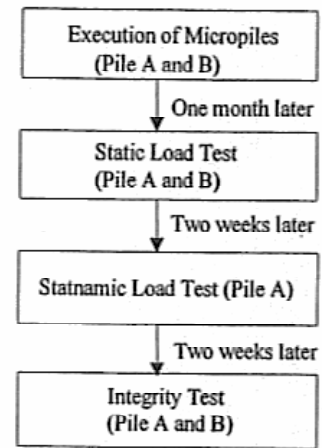 Execution of Micropiles
(Pile A and B)
One month later
Static Load Test
(Pile A and B)
Two weeks later
Statnamic Load Test (Pile A)
Two weeks later
Integrity Test
(Pile A and B)